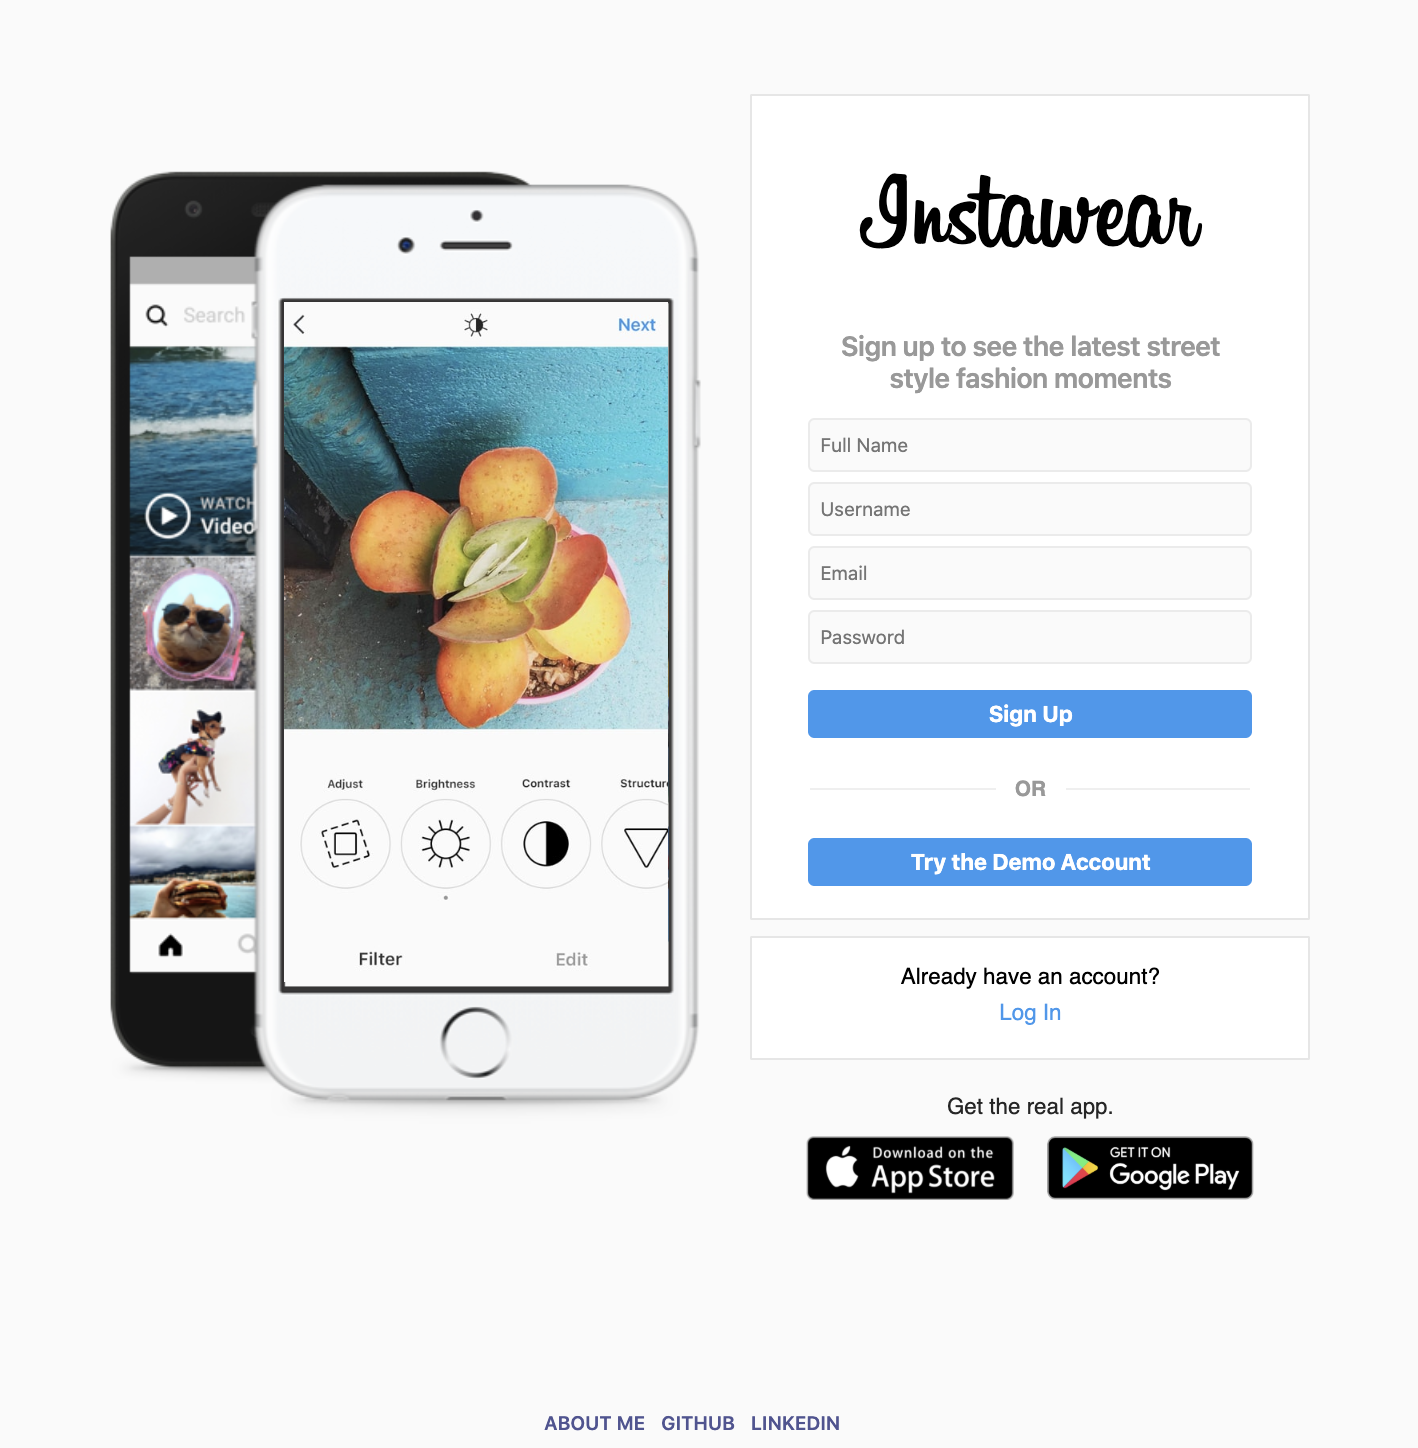 Search
WATCH
Video
Next
Adjust
Brightness
Contrast
Structure
Filter
Edit
Instawear
Sign up to see the latest street
style fashion moments
Full Name
Username
Email
Password
Sign Up
OR
Try the Demo Account
Already have an account?
Log In
Get the real app.
Download on the
App Store
GET IT ON
Google Play
ABOUT ME GITHUB LINKEDIN